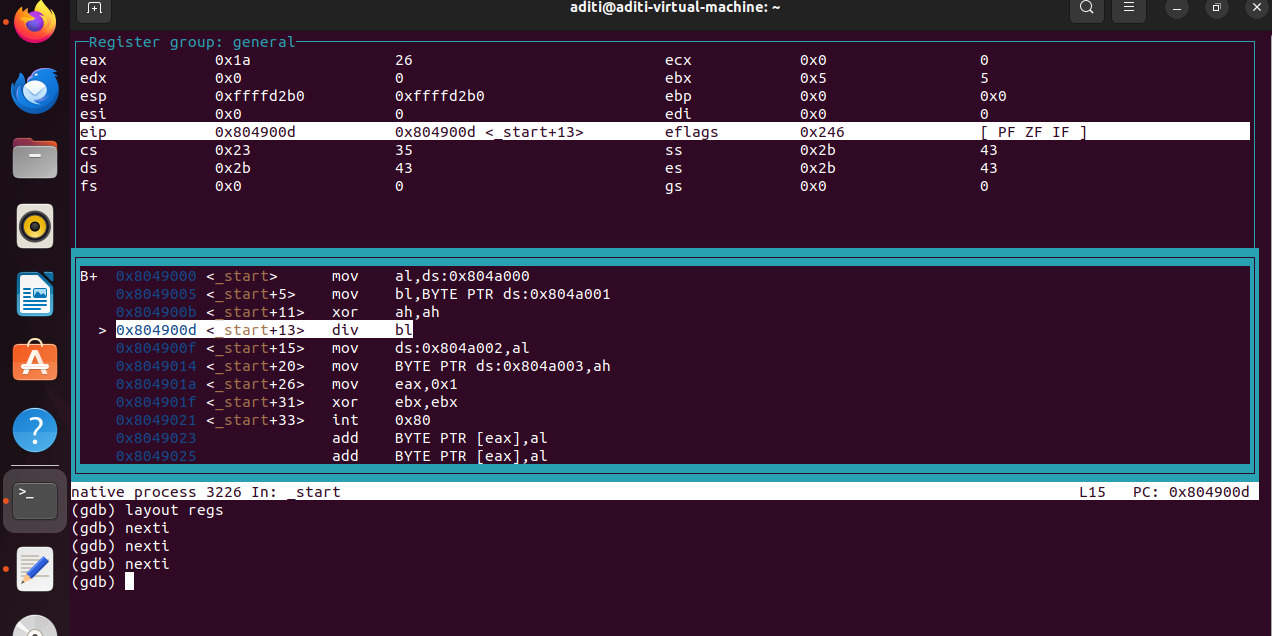 aditi@aditi-virtual-machine: ~
Register group: general
eax 0x1a 26 ecx 0x0 0
edx 0x0 0 ebx 0x5 5
esp 0xffffd2b0 0xffffd2b0 ebp 0x0 0x0
esi 0x0 0 edi 0x0 0
eip 0x804900d 0x804900d <_start+13> eflags 0x246 [ PF ZF IF ]
cs 0x23 35 ss 0x2b 43
ds 0x2b 43 es 0x2b 43
fs 0x0 0 gs 0x0 0
B+ 0x8049000 <_start> mov al,ds:0x804a000
0x8049005 <_start+5> mov bl,BYTE PTR ds:0x804a001
0x804900b <_start+11> xor ah,ah
> 0x804900d <_start+13> div bl
0x804900f <_start+15> mov ds:0x804a002,al
0x8049014 <_start+20> mov BYTE PTR ds:0x804a003,ah
0x804901a <_start+26> mov eax,0x1
0x804901f <_start+31> xor ebx,ebx
0x8049021 <_start+33> int 0x80
0x8049023 add BYTE PTR [eax],al
0x8049025 add BYTE PTR [eax],al
native process 3226 In: _start L15 PC: 0x804900d
(gdb) layout regs
(gdb) nexti
(gdb) nexti
(gdb) nexti
(gdb)